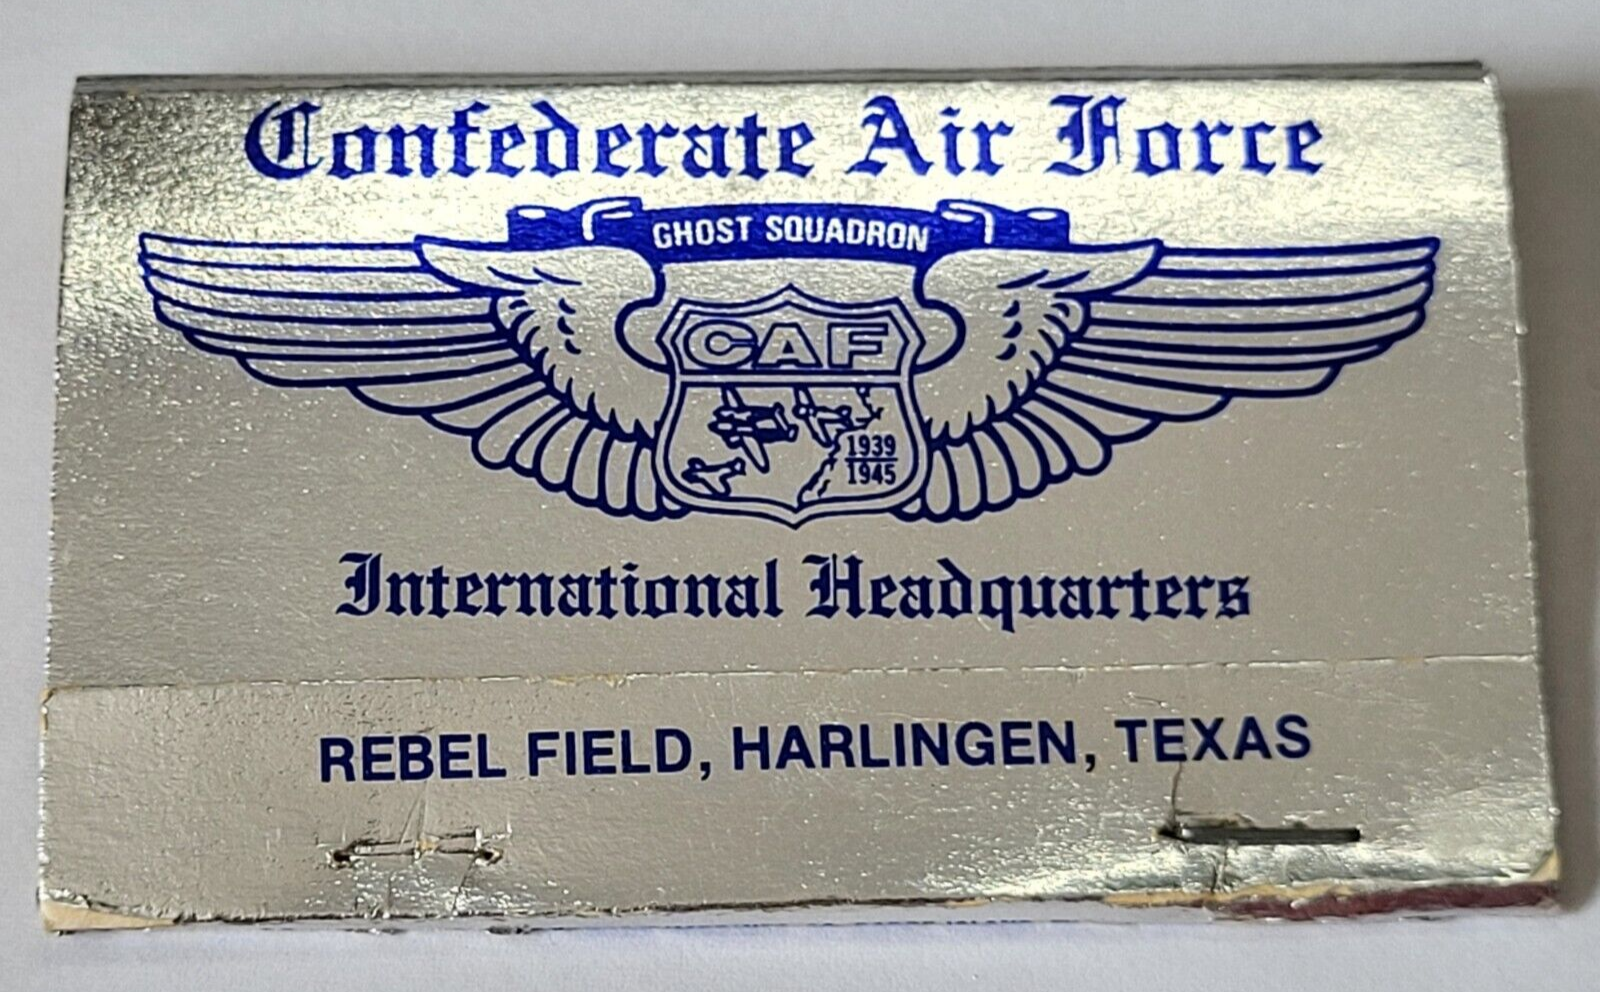 Confederate Air Force
GHOST SQUADRON
CAF
1939
1945
International Headquarters
REBEL FIELD, HARLINGEN, TEXAS